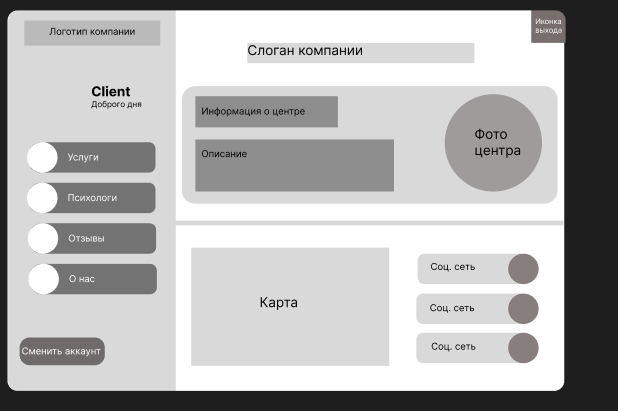 Логотип компании
Client
Доброго дня
Услуги
Психологи
Отзывы
О нас
Сменить аккаунт
Иконка
выхода
Слоган компании
Информация о центре
Описание
Фото
центра
Карта
Соц. сеть
Соц. сеть
Соц. сеть